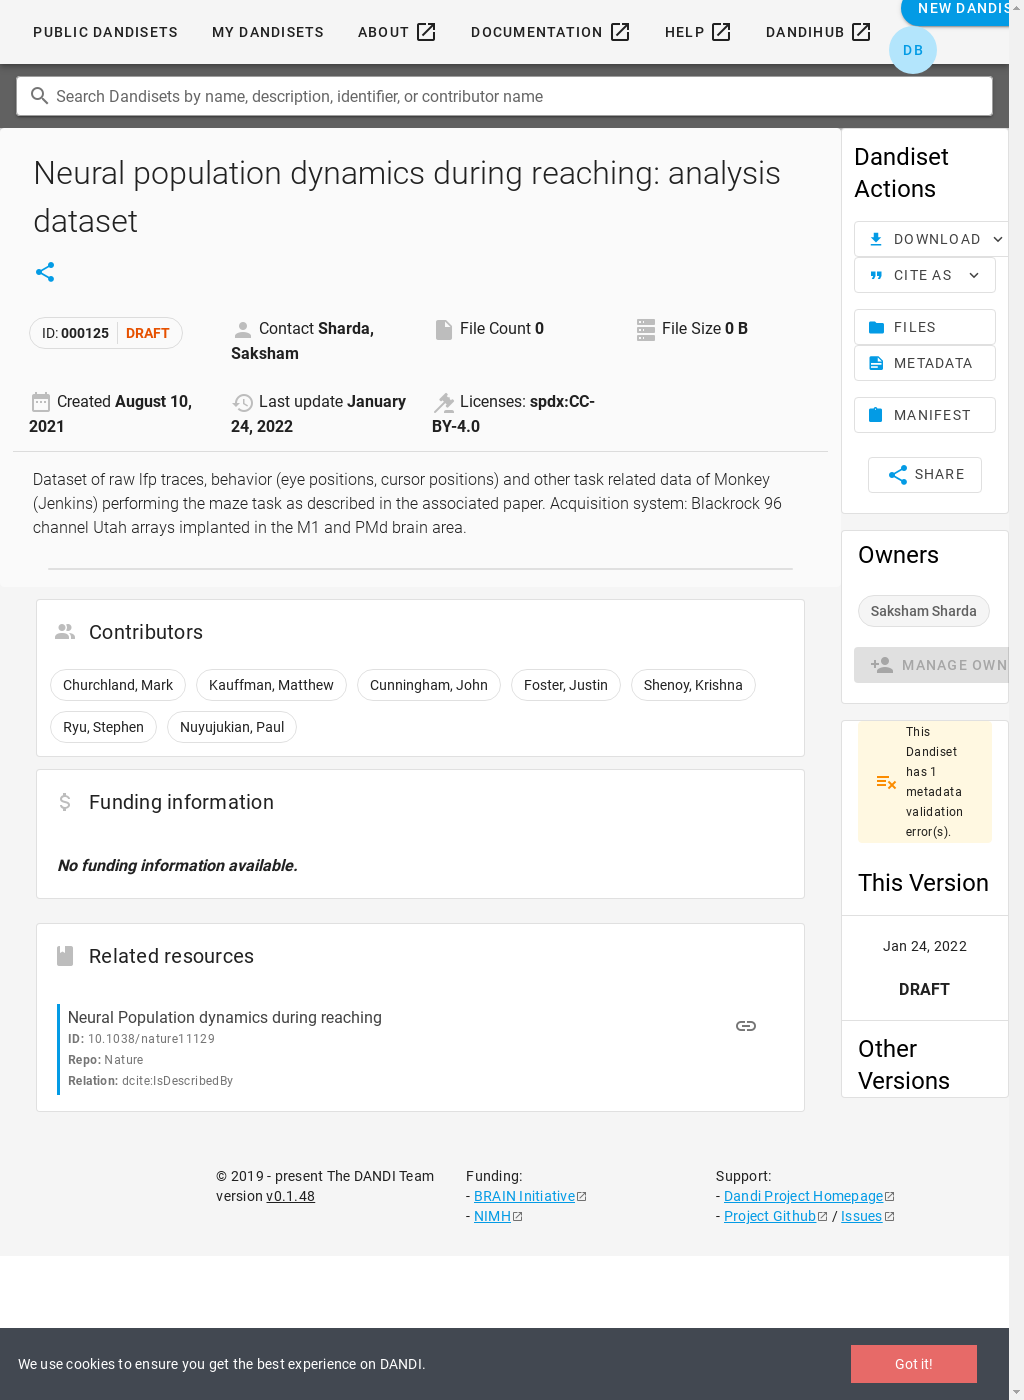 PUBLIC DANDISETS MY DANDISETS ABOUT DOCUMENTATION HELP DANDIHUB NEW DANDIS
DB
Search Dandisets by name, description, identifier, or contributor name
Neural population dynamics during reaching: analysis
dataset
ID: 000125 DRAFT
Contact Sharda,
Saksham
File Count 0
File Size 0 B
Created August 10,
2021
Last update January
24, 2022
Licenses: spdx:CC-
BY-4.0
Dataset of raw lfp traces, behavior (eye positions, cursor positions) and other task related data of Monkey
(Jenkins) performing the maze task as described in the associated paper. Acquisition system: Blackrock 96
channel Utah arrays implanted in the M1 and PMd brain area.
Contributors
Churchland, Mark Kauffman, Matthew Cunningham, John Foster, Justin Shenoy, Krishna
Ryu, Stephen Nuyujukian, Paul
Funding information
No funding information available.
Related resources
Neural Population dynamics during reaching
ID: 10.1038/nature11129
Repo: Nature
Relation: dcite:IsDescribedBy
Dandiset
Actions
DOWNLOAD
CITE AS
FILES
METADATA
MANIFEST
SHARE
Owners
Saksham Sharda
MANAGE OWN
This
Dandiset
has 1
metadata
validation
error(s).
This Version
Jan 24, 2022
DRAFT
Other
Versions
© 2019 - present The DANDI Team
version v0.1.48
Funding:
- BRAIN Initiative
- NIMH
Support:
- Dandi Project Homepage
- Project Github / Issues
We use cookies to ensure you get the best experience on DANDI.
Got it!